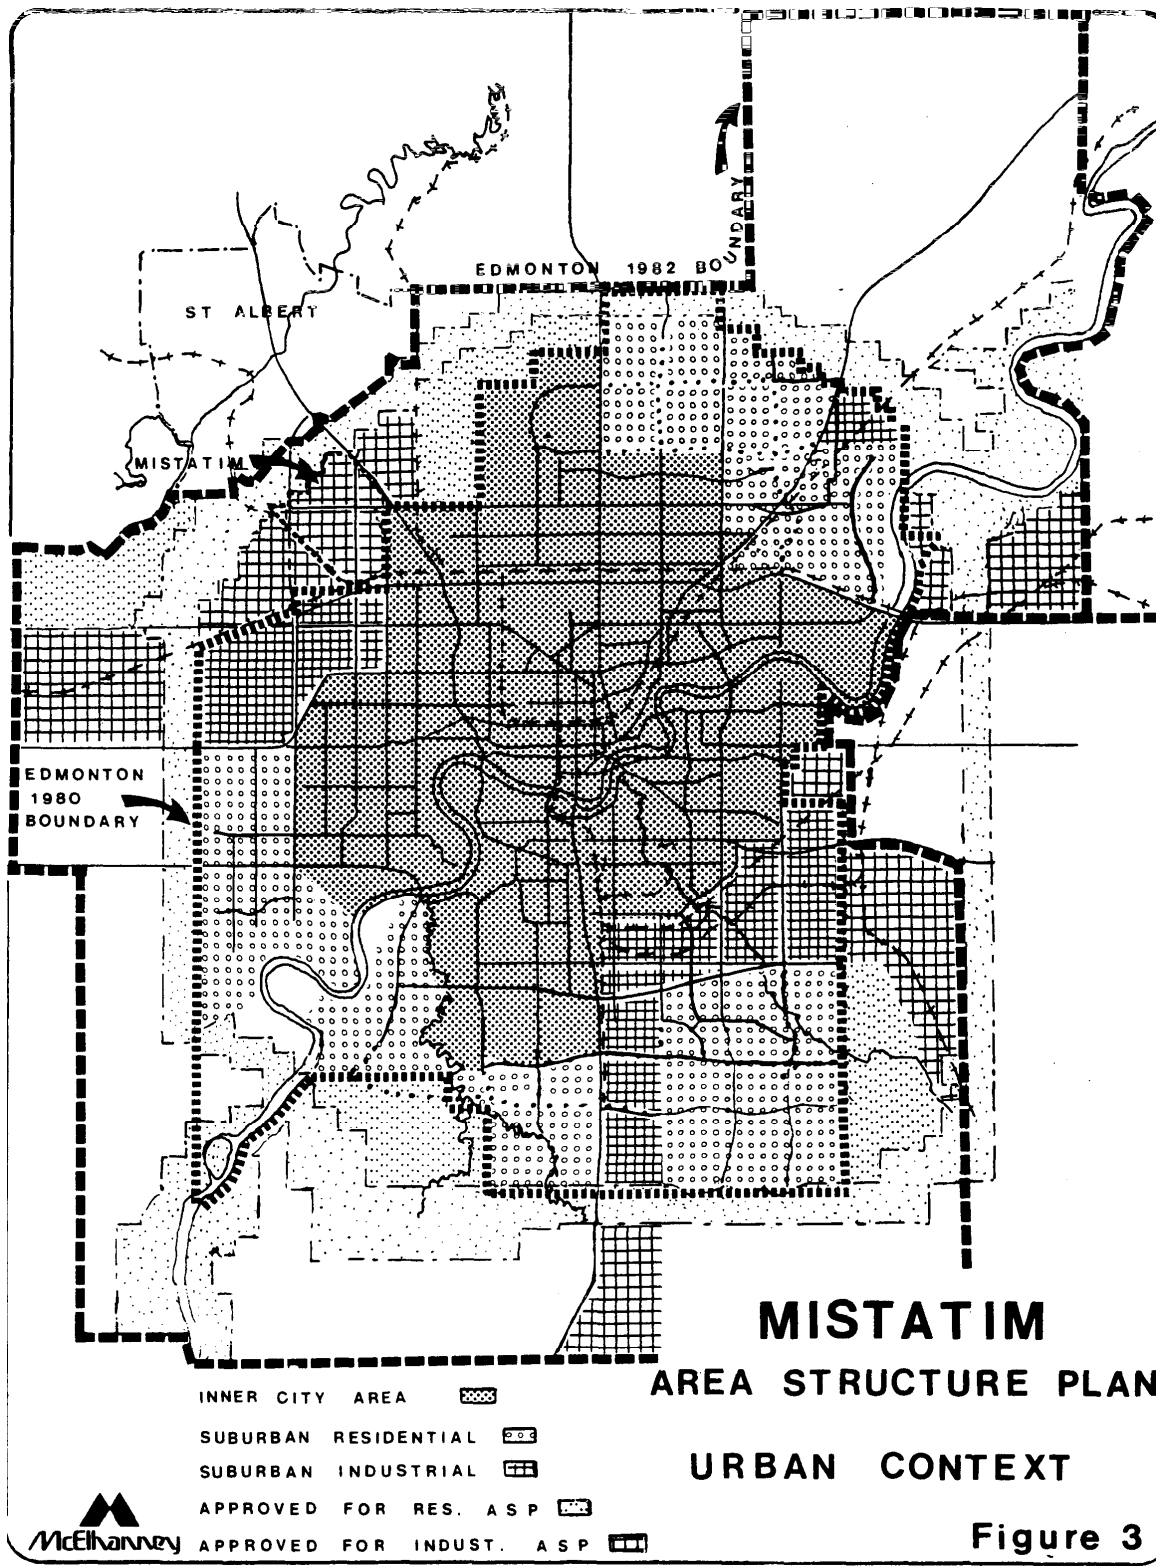 EDMONTON 1982 BOUNDARY
ST ALBERT
MISTATIM
EDMONTON
1980
BOUNDARY
MISTATIM
AREA STRUCTURE PLAN
URBAN CONTEXT
INNER CITY AREA
SUBURBAN RESIDENTIAL
SUBURBAN INDUSTRIAL
APPROVED FOR RES. ASP
APPROVED FOR INDUST. ASP
McElhanney
Figure 3